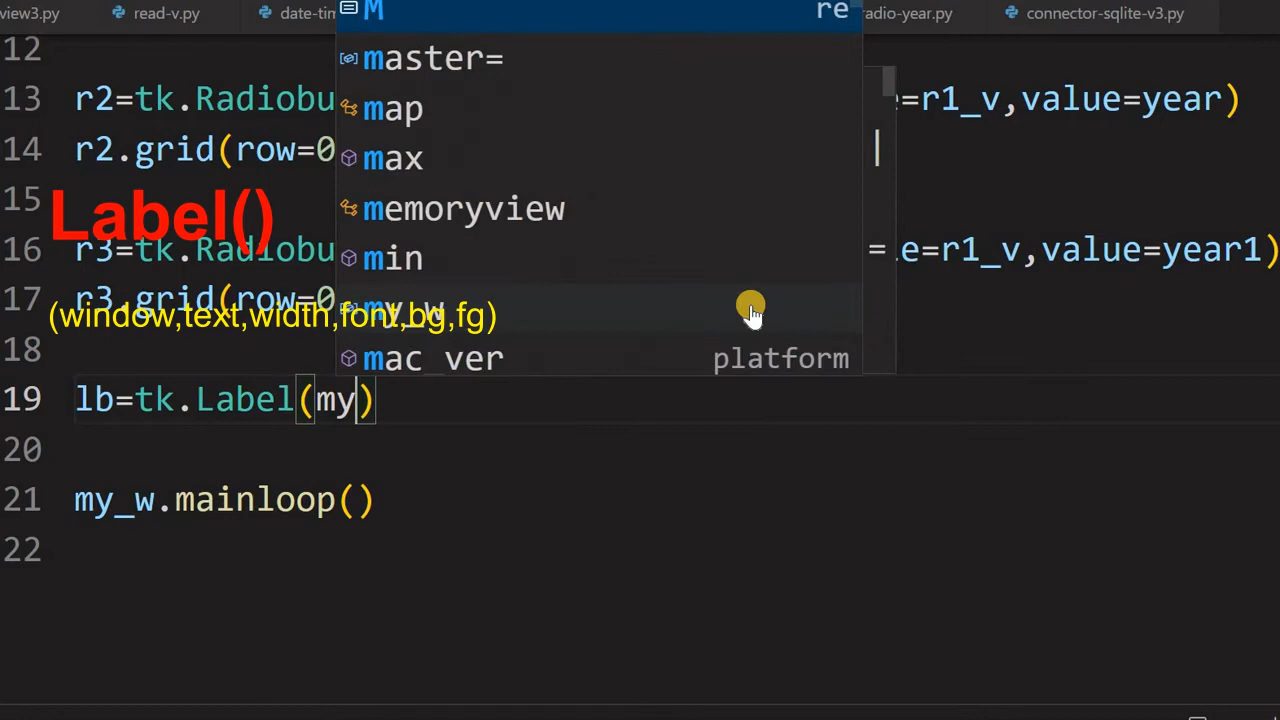 view3.py read-v.py date-tim adio-year.py connector-sqlite-v3.py
M re
12
master=
13 r2=tk.Radiobu =r1_v,value=year)
map
14 r2.grid(row=0
max
15
memoryview
Label()
16 r3=tk.Radiobu =le=r1_v,value=year1)
min
17 r3.grid(row=0
my_w
(window,text,width,font,bg,fg)
18
mac_ver platform
19 lb=tk.Label(my)
20
21 my_w.mainloop()
22